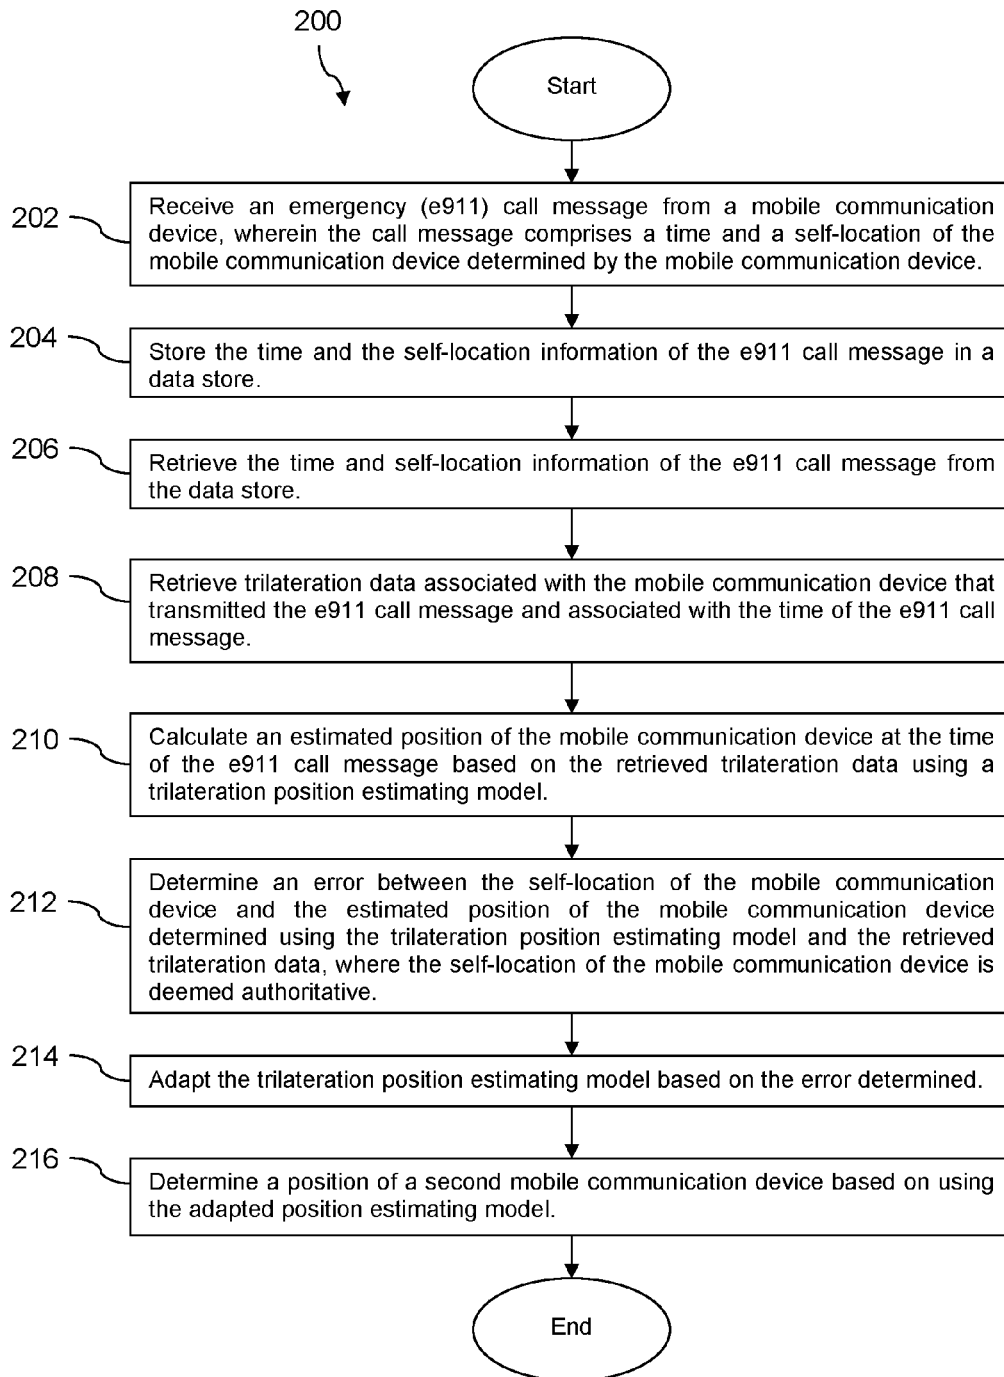 200
Start
202
Receive an emergency (e911) call message from a mobile communication
device, wherein the call message comprises a time and a self-location of the
mobile communication device determined by the mobile communication device.
204
Store the time and the self-location information of the e911 call message in a
data store.
206
Retrieve the time and self-location information of the e911 call message from
the data store.
208
Retrieve trilateration data associated with the mobile communication device that
transmitted the e911 call message and associated with the time of the e911 call
message.
210
Calculate an estimated position of the mobile communication device at the time
of the e911 call message based on the retrieved trilateration data using a
trilateration position estimating model.
212
Determine an error between the self-location of the mobile communication
device and the estimated position of the mobile communication device
determined using the trilateration position estimating model and the retrieved
trilateration data, where the self-location of the mobile communication device is
deemed authoritative.
214
Adapt the trilateration position estimating model based on the error determined.
216
Determine a position of a second mobile communication device based on using
the adapted position estimating model.
End